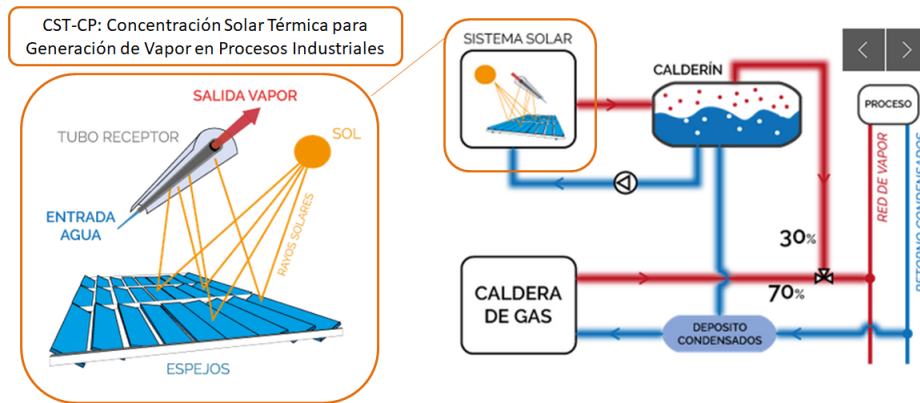 CST-CP: Concentración Solar Térmica para
Generación de Vapor en Procesos Industriales
SALIDA VAPOR
TUBO RECEPTOR
SOL
ENTRADA
AGUA
RAYOS SOLARES
ESPEJOS
SISTEMA SOLAR
CALDERÍN
PROCESO
RED DE VAPOR
30%
70%
CALDERA
DE GAS
DEPOSITO
CONDENSADOS